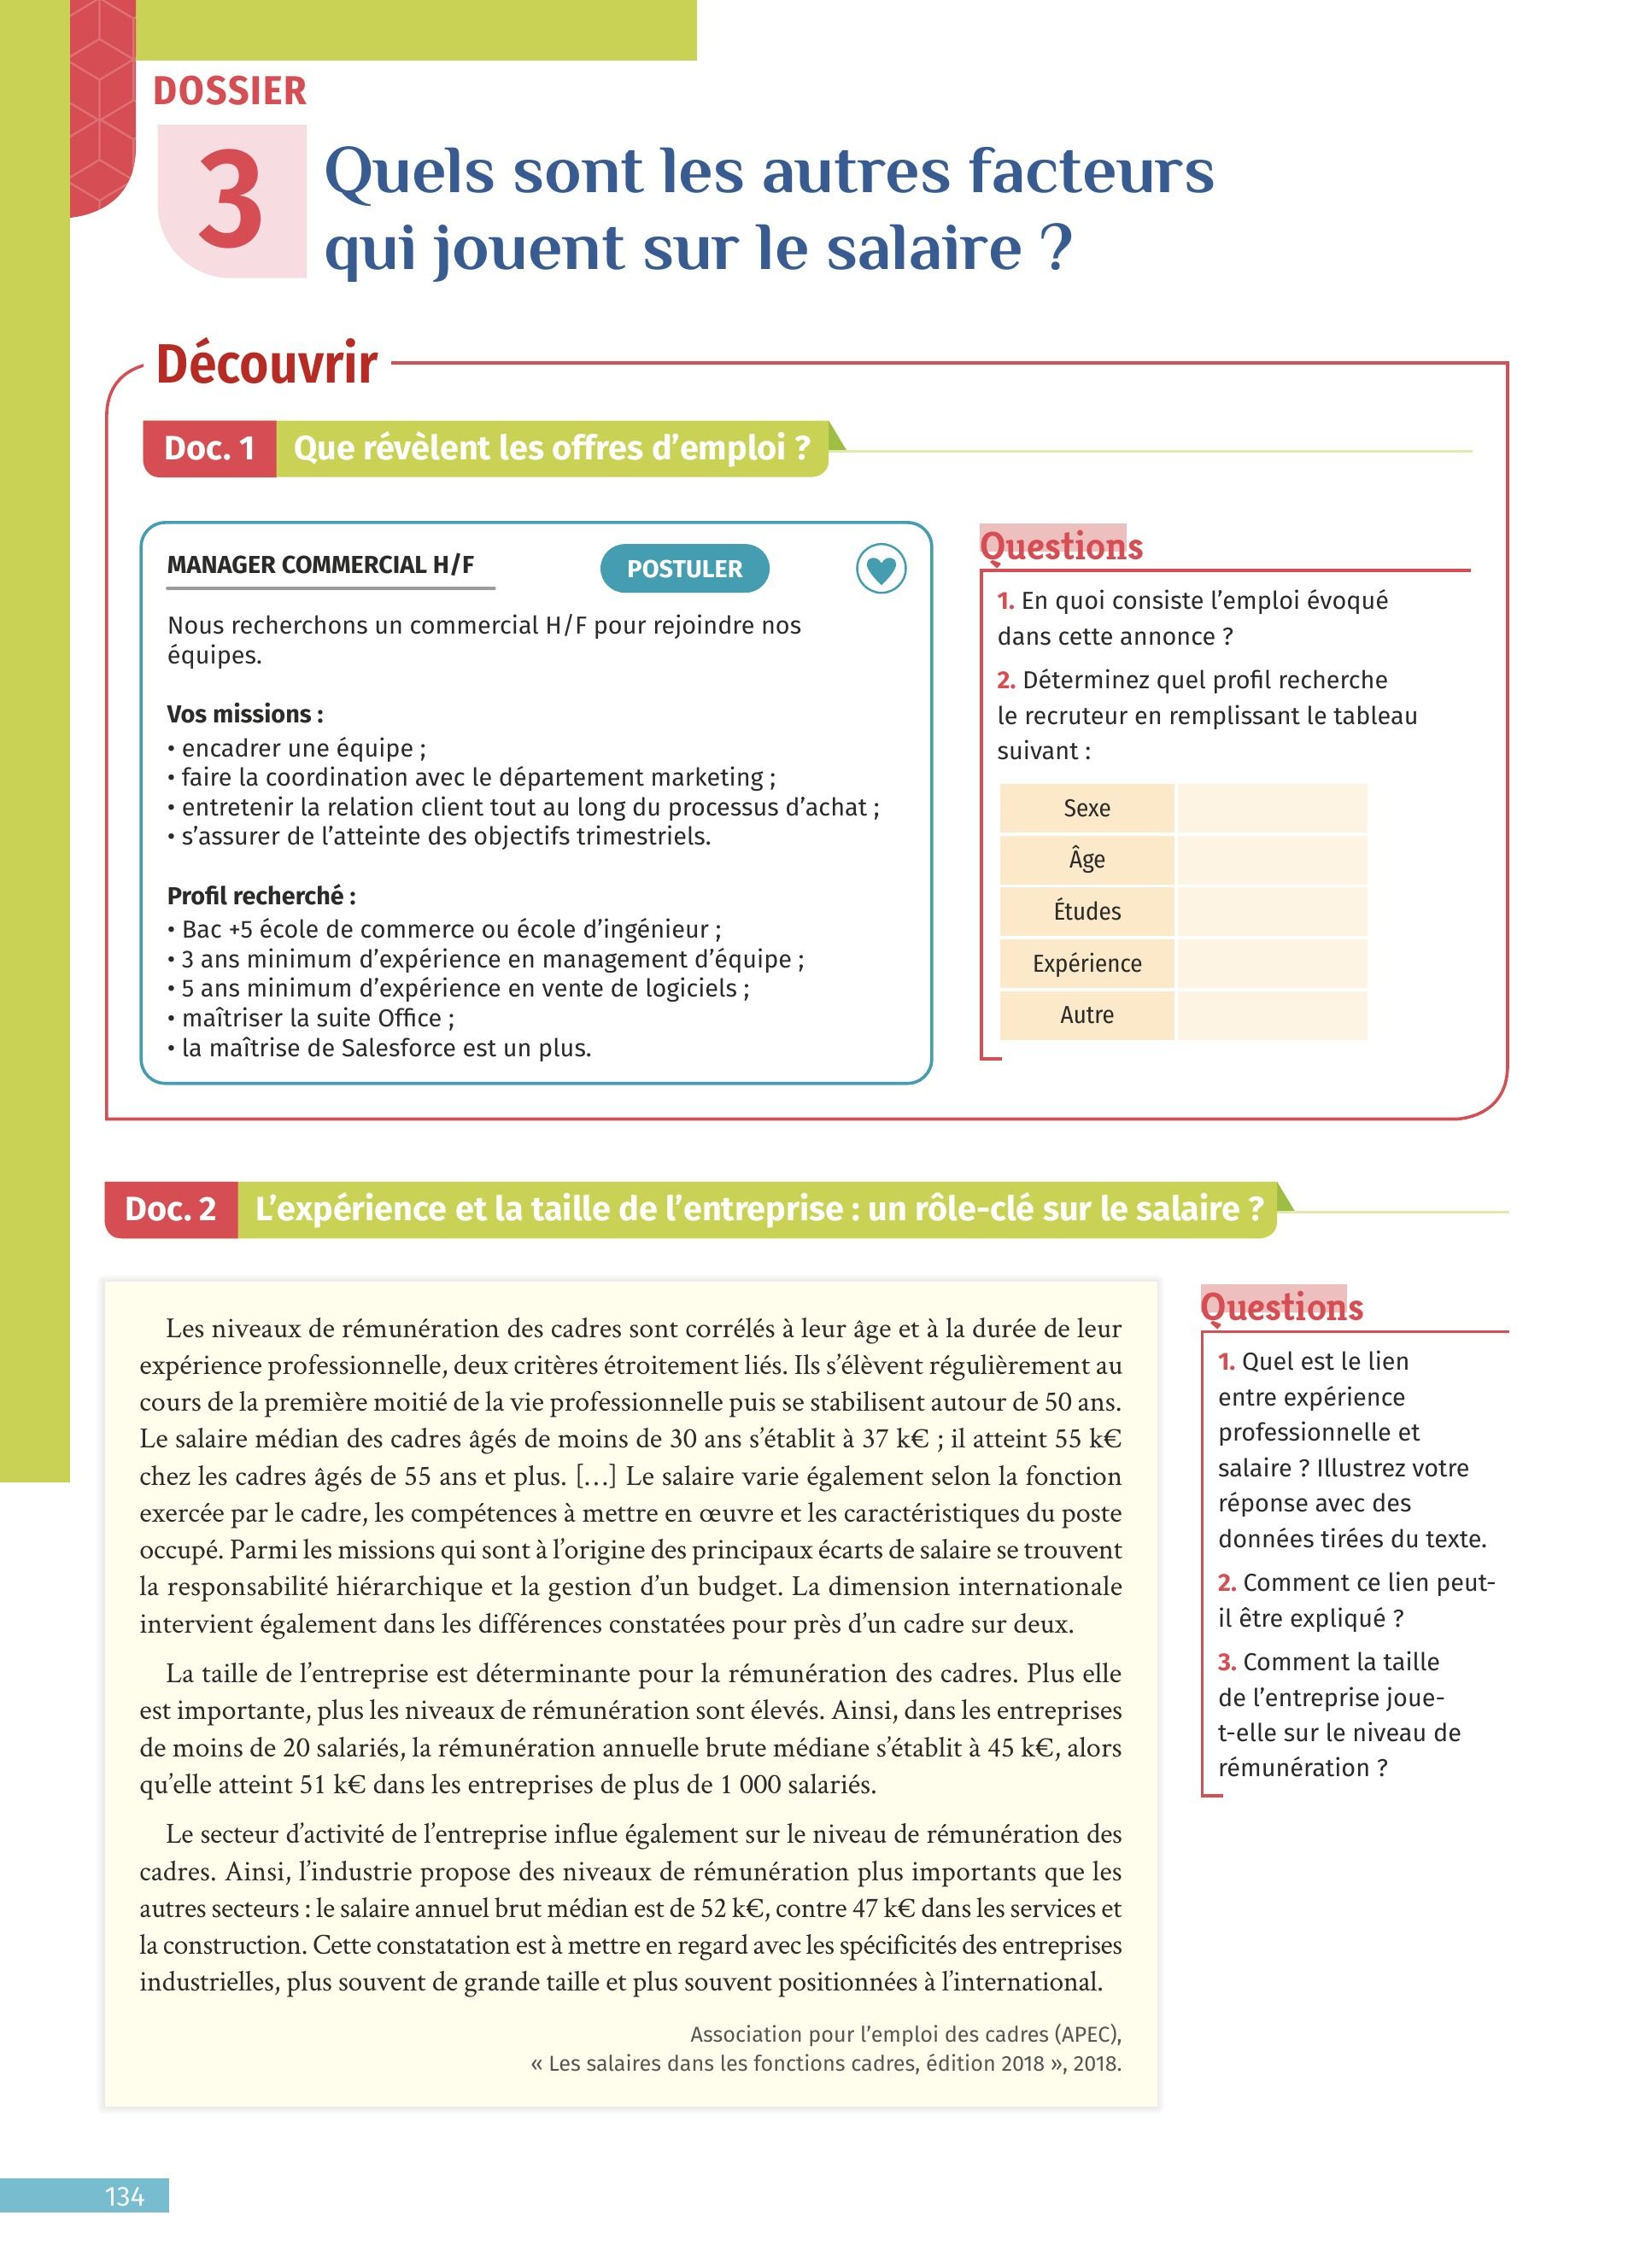 DOSSIER
3
Quels sont les autres facteurs
qui jouent sur le salaire ?
Découvrir
Doc. 1 Que révèlent les offres d’emploi ?
MANAGER COMMERCIAL H/F
POSTULER
Nous recherchons un commercial H/F pour rejoindre nos
équipes.
Vos missions :
• encadrer une équipe ;
• faire la coordination avec le département marketing ;
• entretenir la relation client tout au long du processus d’achat ;
• s’assurer de l’atteinte des objectifs trimestriels.
Profil recherché :
• Bac +5 école de commerce ou école d’ingénieur ;
• 3 ans minimum d’expérience en management d’équipe ;
• 5 ans minimum d’expérience en vente de logiciels ;
• maîtriser la suite Office ;
• la maîtrise de Salesforce est un plus.
Questions
1. En quoi consiste l’emploi évoqué
dans cette annonce ?
2. Déterminez quel profil recherche
le recruteur en remplissant le tableau
suivant :
Sexe
Âge
Études
Expérience
Autre
Doc. 2 L’expérience et la taille de l’entreprise : un rôle-clé sur le salaire ?
Les niveaux de rémunération des cadres sont corrélés à leur âge et à la durée de leur
expérience professionnelle, deux critères étroitement liés. Ils s’élèvent régulièrement au
cours de la première moitié de la vie professionnelle puis se stabilisent autour de 50 ans.
Le salaire médian des cadres âgés de moins de 30 ans s’établit à 37 k€ ; il atteint 55 k€
chez les cadres âgés de 55 ans et plus. […] Le salaire varie également selon la fonction
exercée par le cadre, les compétences à mettre en œuvre et les caractéristiques du poste
occupé. Parmi les missions qui sont à l’origine des principaux écarts de salaire se trouvent
la responsabilité hiérarchique et la gestion d’un budget. La dimension internationale
intervient également dans les différences constatées pour près d’un cadre sur deux.
La taille de l’entreprise est déterminante pour la rémunération des cadres. Plus elle
est importante, plus les niveaux de rémunération sont élevés. Ainsi, dans les entreprises
de moins de 20 salariés, la rémunération annuelle brute médiane s’établit à 45 k€, alors
qu’elle atteint 51 k€ dans les entreprises de plus de 1 000 salariés.
Le secteur d’activité de l’entreprise influe également sur le niveau de rémunération des
cadres. Ainsi, l’industrie propose des niveaux de rémunération plus importants que les
autres secteurs : le salaire annuel brut médian est de 52 k€, contre 47 k€ dans les services et
la construction. Cette constatation est à mettre en regard avec les spécificités des entreprises
industrielles, plus souvent de grande taille et plus souvent positionnées à l’international.
Association pour l’emploi des cadres (APEC),
« Les salaires dans les fonctions cadres, édition 2018 », 2018.
Questions
1. Quel est le lien
entre expérience
professionnelle et
salaire ? Illustrez votre
réponse avec des
données tirées du texte.
2. Comment ce lien peut-
il être expliqué ?
3. Comment la taille
de l’entreprise joue-
t-elle sur le niveau de
rémunération ?
134